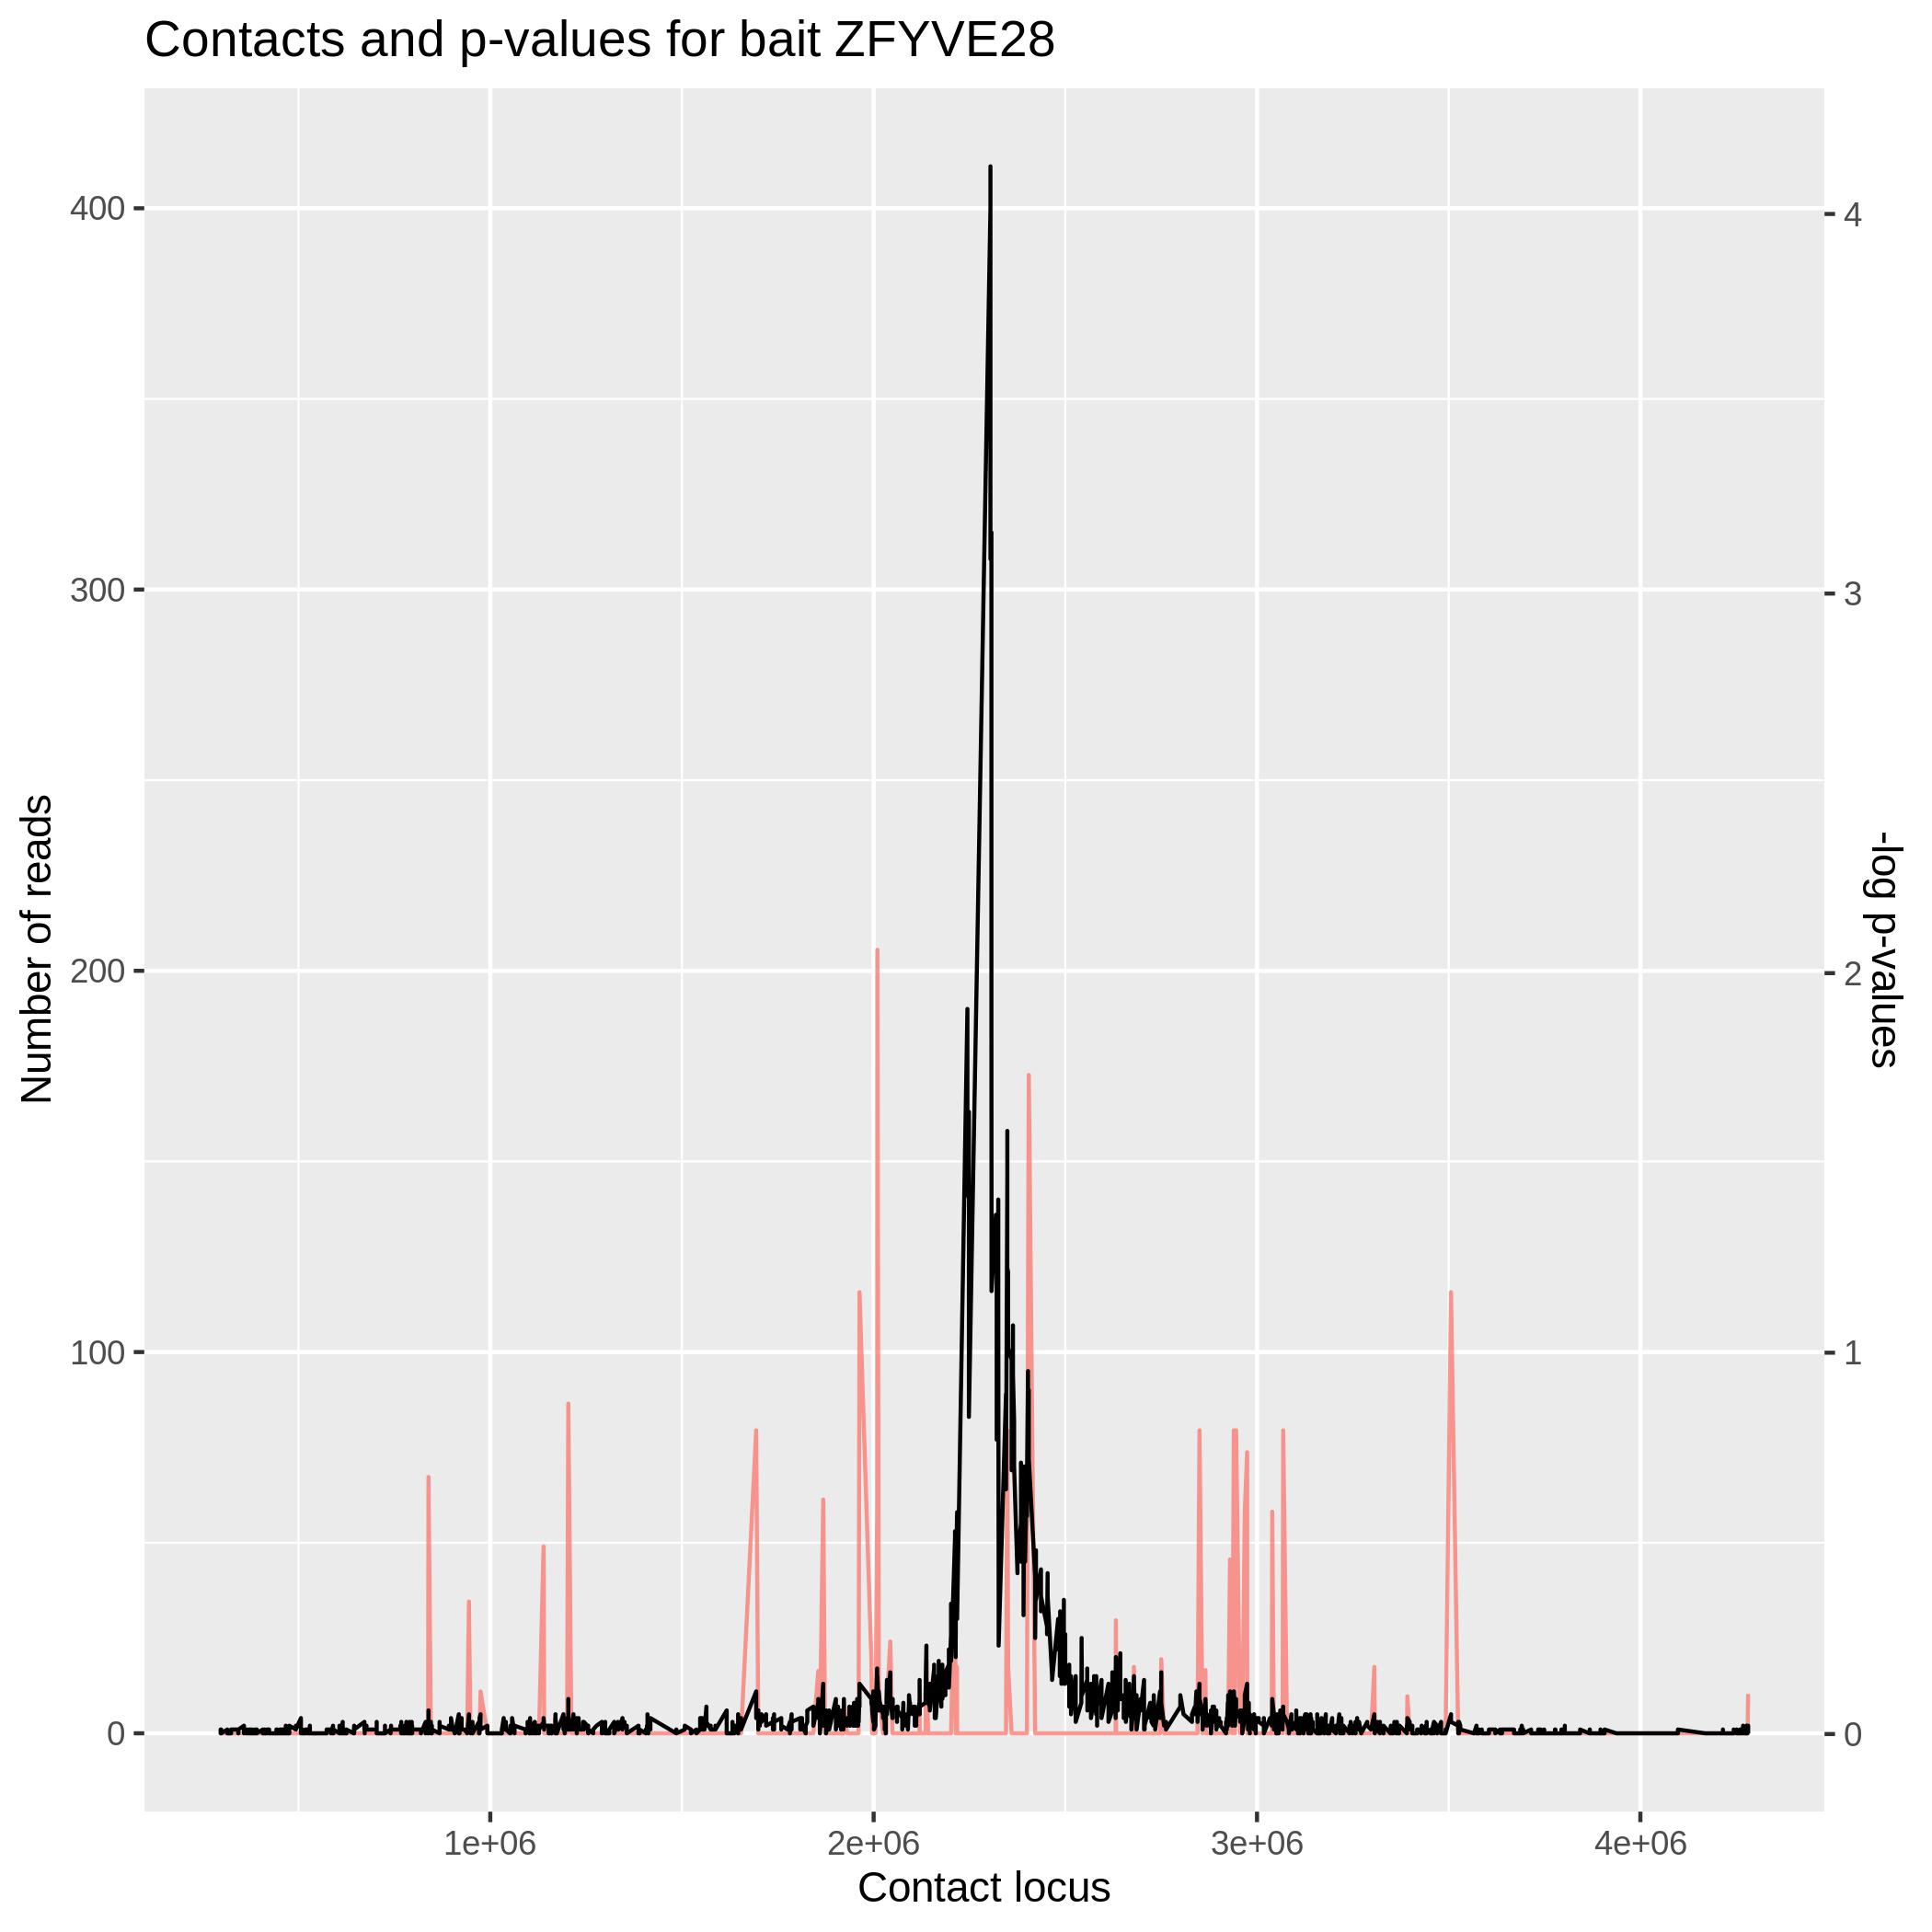 Contacts and p-values for bait ZFYVE28
400
300
200
100
0
Number of reads
4
3
2
1
0
-log p-values
1e+06
2e+06
3e+06
4e+06
Contact locus